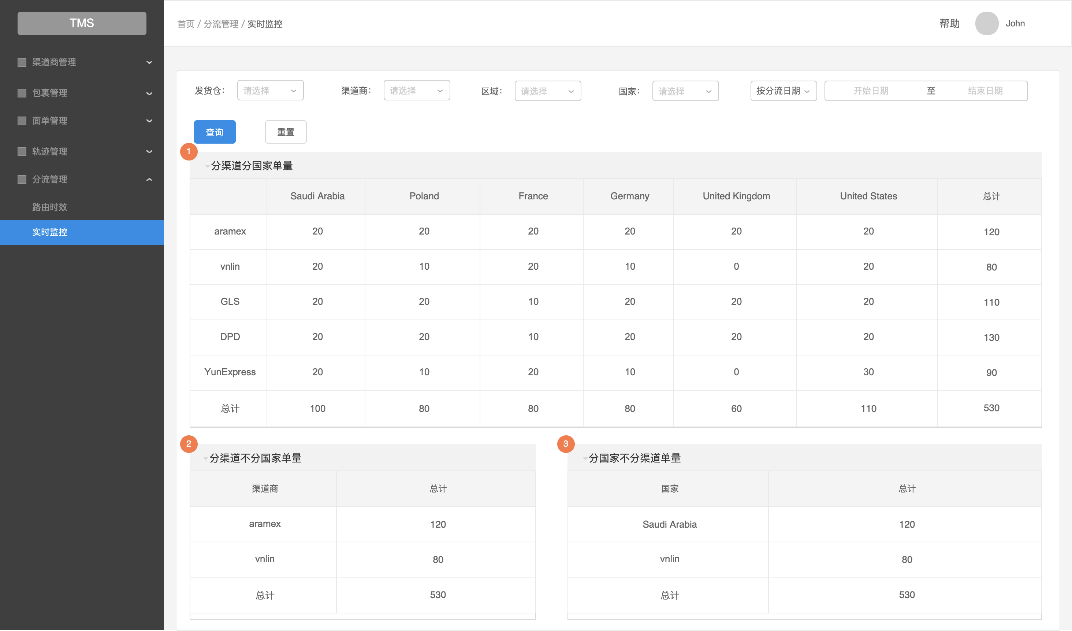 TMS
首页 / 分流管理 / 实时监控
帮助
John
渠道商管理
包裹管理
面单管理
轨迹管理
分流管理
路由时效
实时监控
发货仓: 请选择 渠道商: 请选择 区域: 请选择 国家: 请选择 按分流日期 开始日期 至 结束日期
查询 重置
1
分渠道分国家单量
Saudi Arabia Poland France Germany United Kingdom United States 总计
aramex 20 20 20 20 20 20 120
vnlin 20 10 20 10 0 20 80
GLS 20 20 10 20 20 20 110
DPD 20 20 10 20 20 20 130
YunExpress 20 10 20 10 0 30 90
总计 100 80 80 80 60 110 530
2
分渠道不分国家单量
渠道商 总计
aramex 120
vnlin 80
总计 530
3
分国家不分渠道单量
国家 总计
Saudi Arabia 120
vnlin 80
总计 530